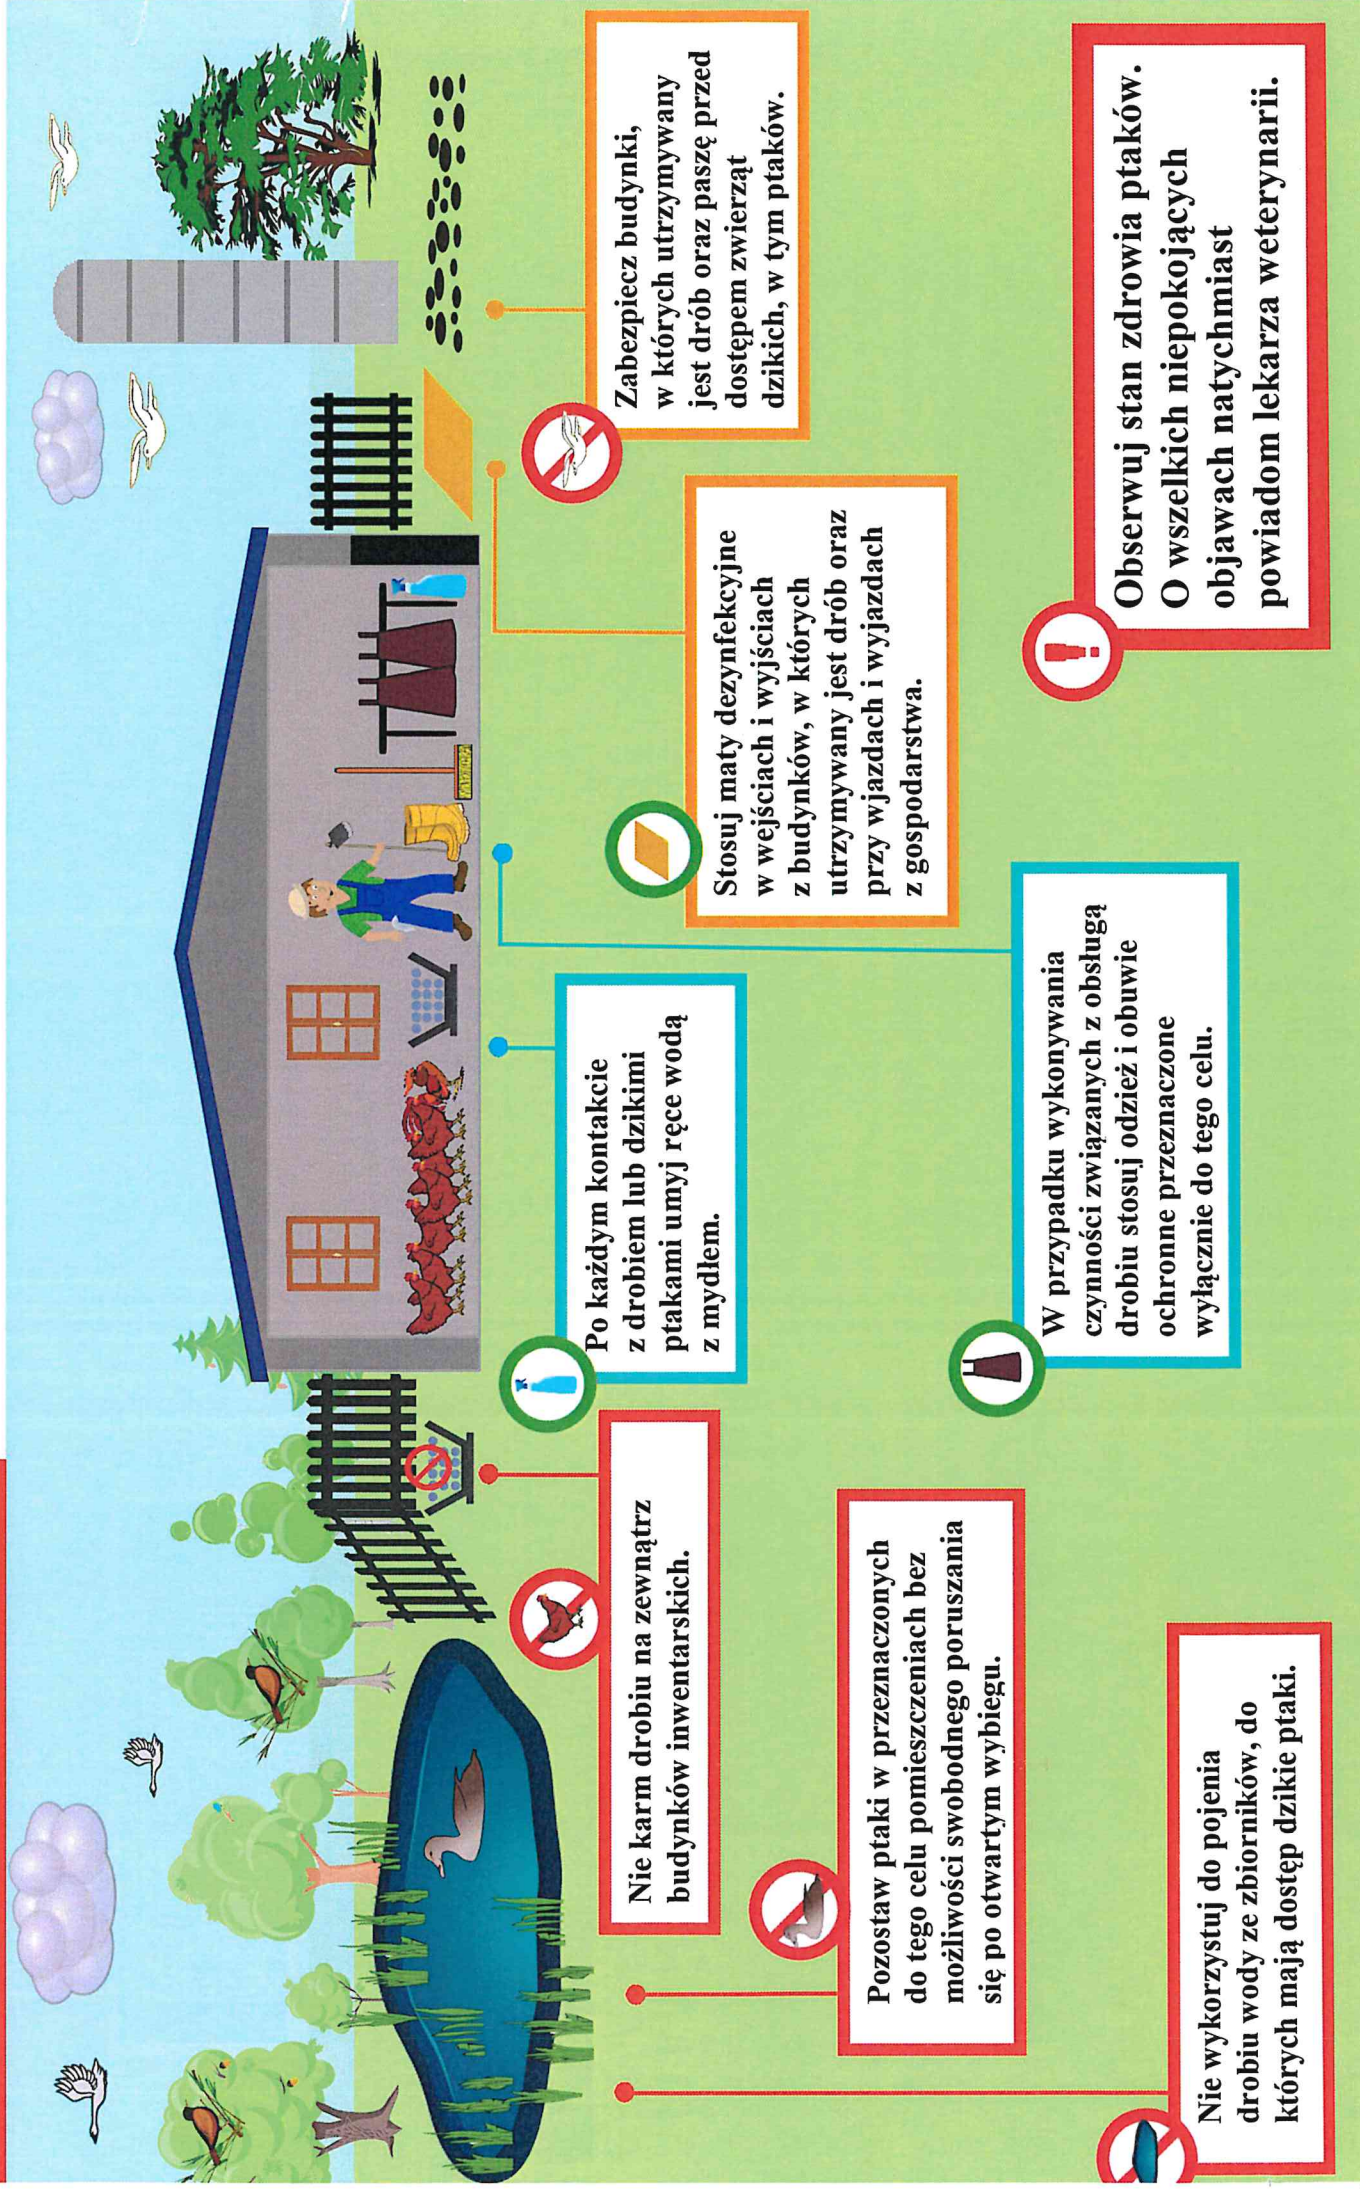 Nie karm drobiu na zewnątrz
budynków inwentarskich.
Pozostaw ptaki w przeznaczonych
do tego celu pomieszczeniach bez
możliwości swobodnego poruszania
się po otwartym wybiegu.
Nie wykorzystuj do pojenia
drobiu wody ze zbiorników, do
których mają dostęp dzikie ptaki.
Po każdym kontakcie
z drobiem lub dzikimi
ptakami umyj ręce wodą
z mydłem.
W przypadku wykonywania
czynności związanych z obsługą
drobiu stosuj odzież i obuwie
ochronne przeznaczone
wyłącznie do tego celu.
Stosuj maty dezynfekcyjne
w wejściach i wyjściach
z budynków, w których
utrzymywany jest drób oraz
przy wjazdach i wyjazdach
z gospodarstwa.
Zabezpiecz budynki,
w których utrzymywany
jest drób oraz paszę przed
dostępem zwierząt
dzikich, w tym ptaków.
Obserwuj stan zdrowia ptaków.
O wszelkich niepokojących
objawach natychmiast
powiadom lekarza weterynarii.